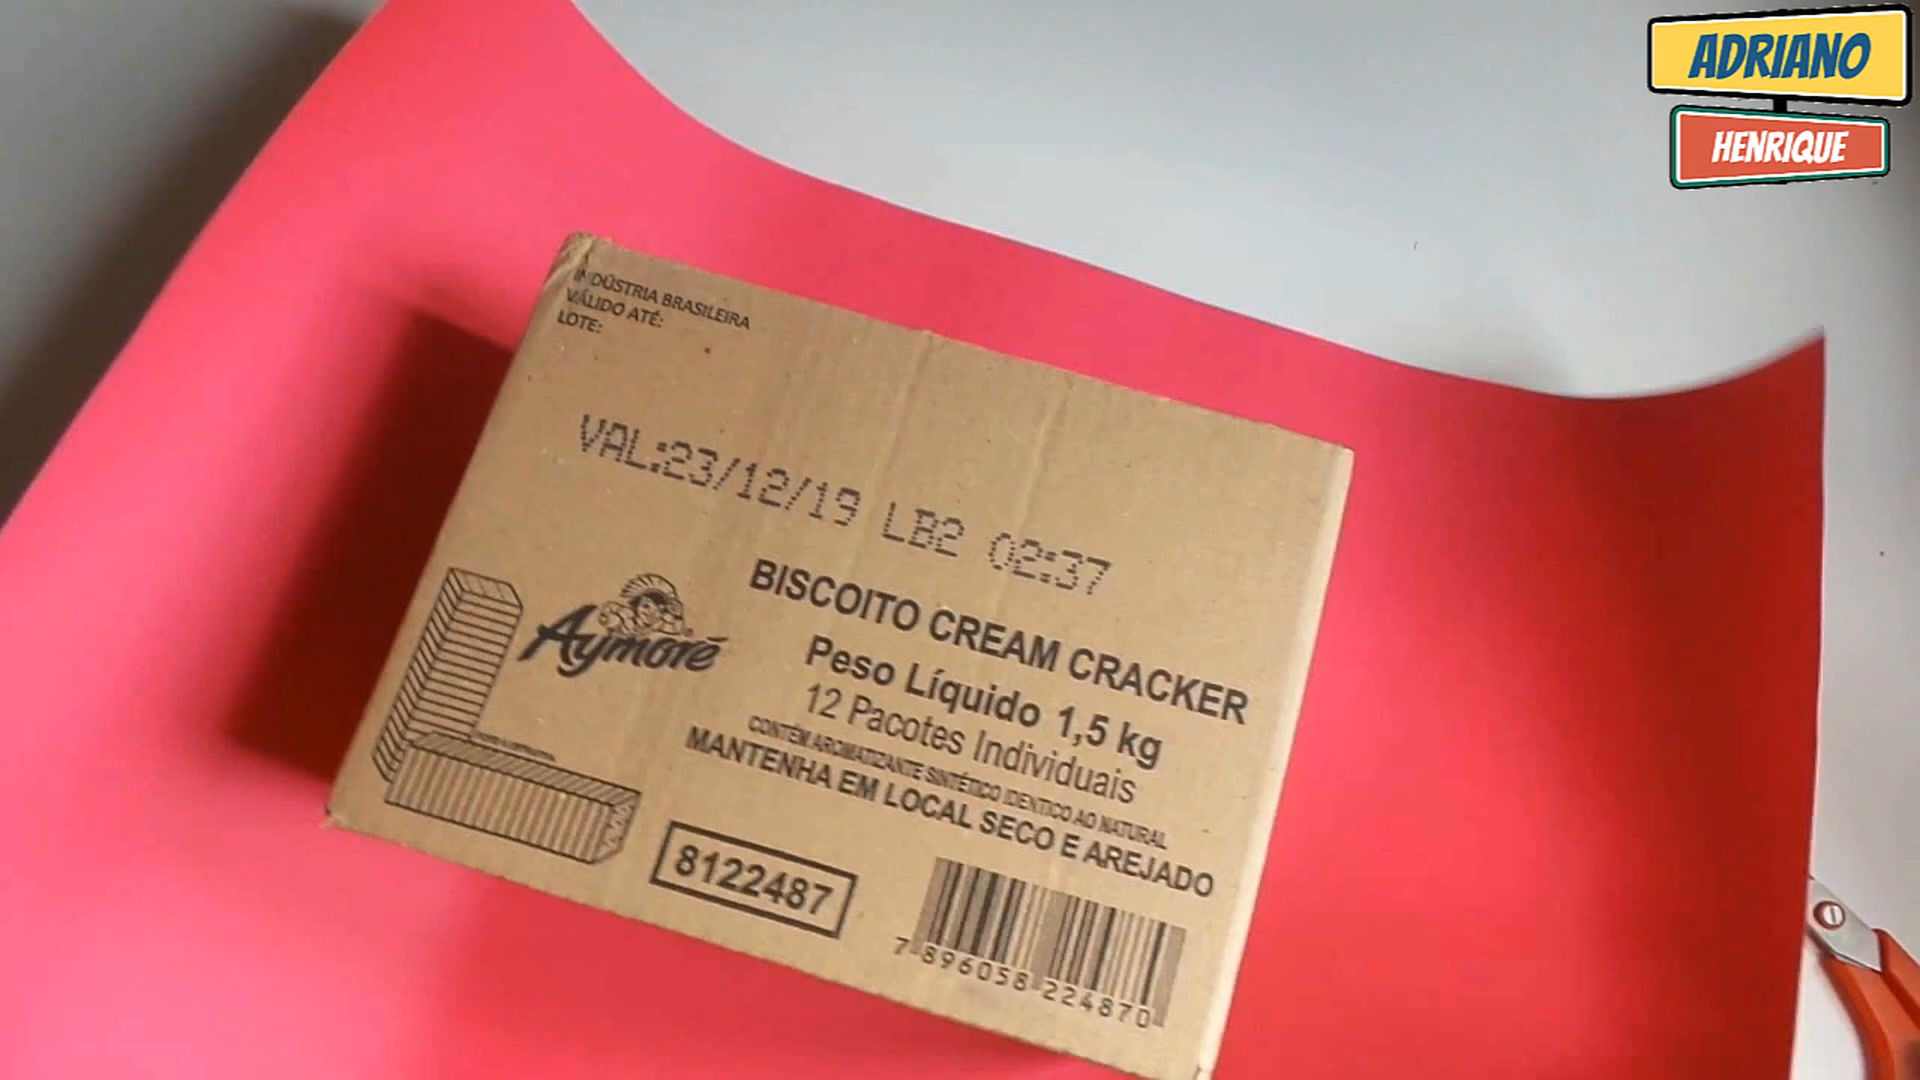 ADRIANO
HENRIQUE
INDÚSTRIA BRASILEIRA
VÁLIDO ATÉ:
LOTE:
VAL:23/12/19 LB2 02:37
Aymoré
BISCOITO CREAM CRACKER
Peso Líquido 1,5 kg
12 Pacotes Individuais
CONTÉM AROMATIZANTE SINTÉTICO IDÊNTICO AO NATURAL
MANTENHA EM LOCAL SECO E AREJADO
8122487
7 896058 224870